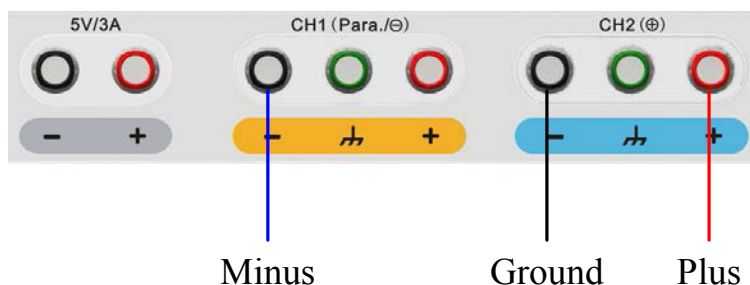 5V/3A CH1 (Para./⊖) CH2 (⊕)
− + − + − +
Minus Ground Plus